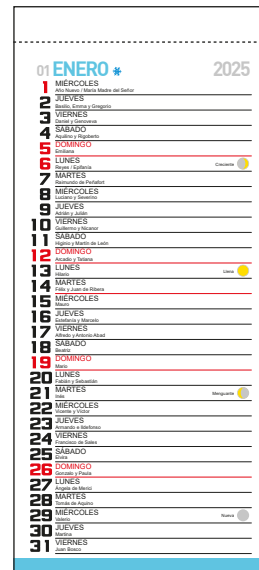 01 ENERO * 2025
1 MIÉRCOLES
Año Nuevo / María Madre del Señor
2 JUEVES
Basilio, Emma y Gregorio
3 VIERNES
Daniel y Genoveva
4 SÁBADO
Aquilino y Rigoberto
5 DOMINGO
Emiliana
6 LUNES
Reyes / Epifanía
Creciente
7 MARTES
Raimundo de Peñafort
8 MIÉRCOLES
Luciano y Severino
9 JUEVES
Adrián y Julián
10 VIERNES
Guillermo y Nicanor
11 SÁBADO
Higinio y Martín de León
12 DOMINGO
Arcadio y Tatiana
13 LUNES
Hilario
Llena
14 MARTES
Félix y Juan de Ribera
15 MIÉRCOLES
Mauro
16 JUEVES
Estefanía y Marcelo
17 VIERNES
Alfredo y Antonio Abad
18 SÁBADO
Beatriz
19 DOMINGO
Mario
20 LUNES
Fabián y Sebastián
21 MARTES
Inés
Menguante
22 MIÉRCOLES
Vicente y Víctor
23 JUEVES
Armando e Ildefonso
24 VIERNES
Francisco de Sales
25 SÁBADO
Elvira
26 DOMINGO
Gonzalo y Paula
27 LUNES
Ángela de Merici
28 MARTES
Tomás de Aquino
29 MIÉRCOLES
Valerio
Nueva
30 JUEVES
Martina
31 VIERNES
Juan Bosco